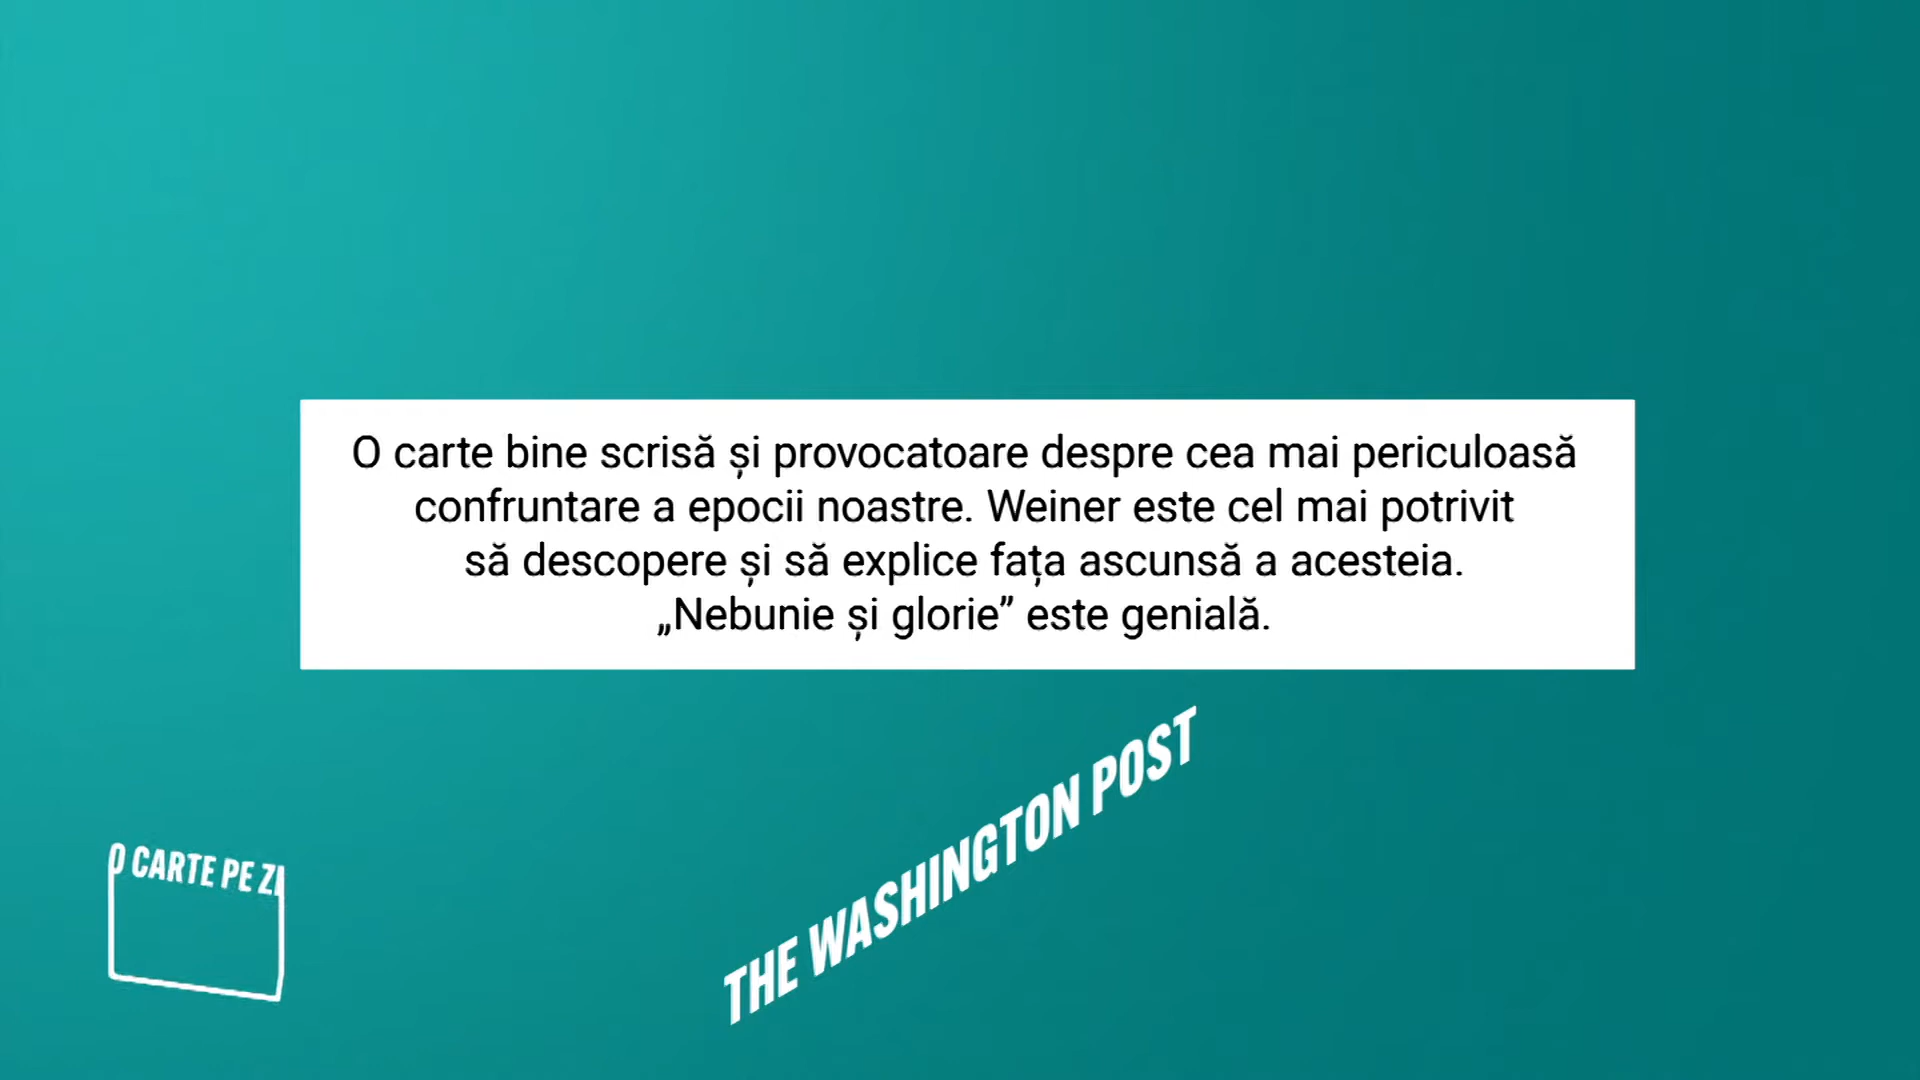 O carte bine scrisă și provocatoare despre cea mai periculoasă
confruntare a epocii noastre. Weiner este cel mai potrivit
să descopere și să explice fața ascunsă a acesteia.
„Nebunie și glorie” este genială.
THE WASHINGTON POST
O CARTE PE ZI